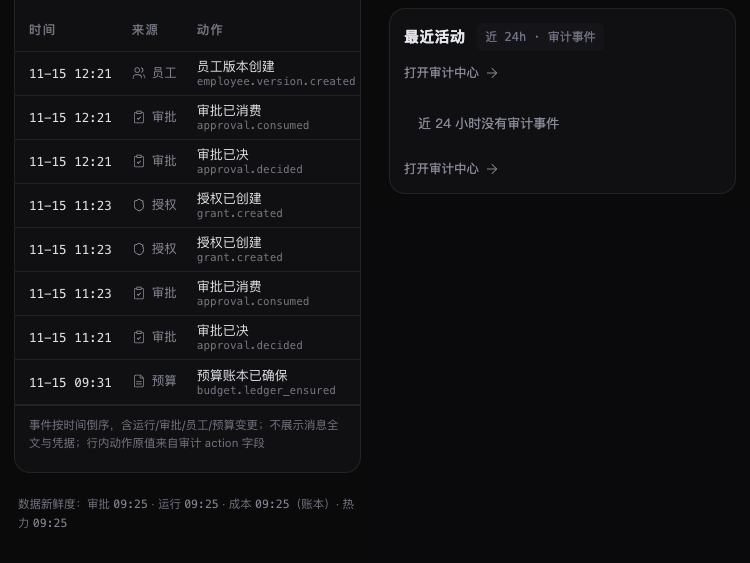 时间 来源 动作
11-15 12:21 员工 员工版本创建
employee.version.created
11-15 12:21 审批 审批已消费
approval.consumed
11-15 12:21 审批 审批已决
approval.decided
11-15 11:23 授权 授权已创建
grant.created
11-15 11:23 授权 授权已创建
grant.created
11-15 11:23 审批 审批已消费
approval.consumed
11-15 11:21 审批 审批已决
approval.decided
11-15 09:31 预算 预算账本已确保
budget.ledger_ensured
事件按时间倒序，含运行/审批/员工/预算变更；不展示消息全
文与凭据；行内动作原值来自审计 action 字段
数据新鲜度：审批 09:25 · 运行 09:25 · 成本 09:25（账本）· 热
力 09:25
最近活动 近 24h · 审计事件
打开审计中心 →
近 24 小时没有审计事件
打开审计中心 →